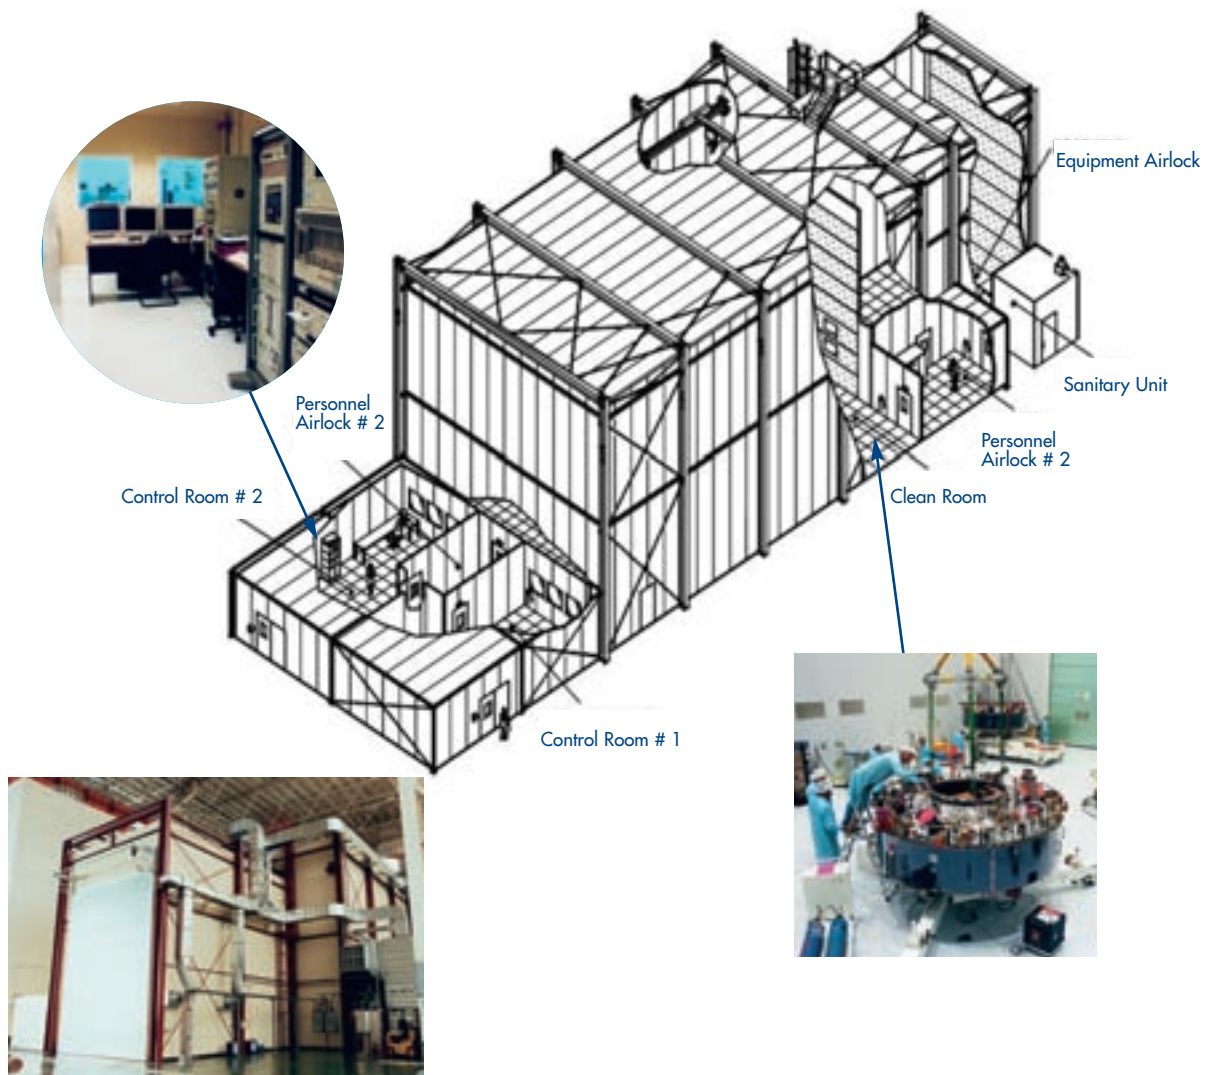 Equipment Airlock
Sanitary Unit
Personnel
Airlock # 2
Personnel
Airlock # 2
Control Room # 2
Clean Room
Control Room # 1